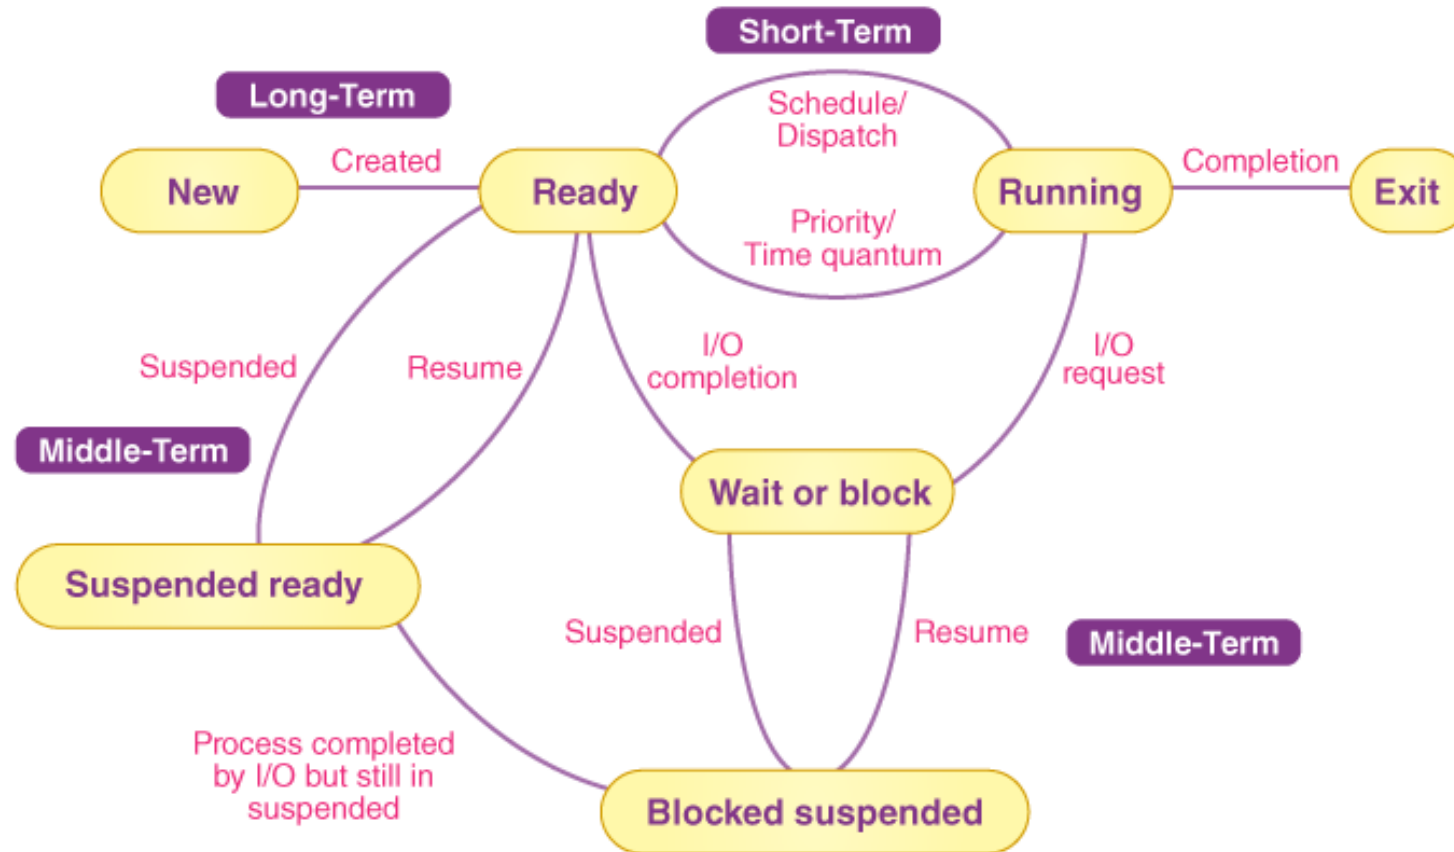 Short-Term
Long-Term
Schedule/
Dispatch
Created
Completion
New
Ready
Running
Exit
Priority/
Time quantum
Suspended
Resume
I/O
completion
I/O
request
Middle-Term
Wait or block
Suspended ready
Suspended
Resume
Middle-Term
Process completed
by I/O but still in
suspended
Blocked suspended